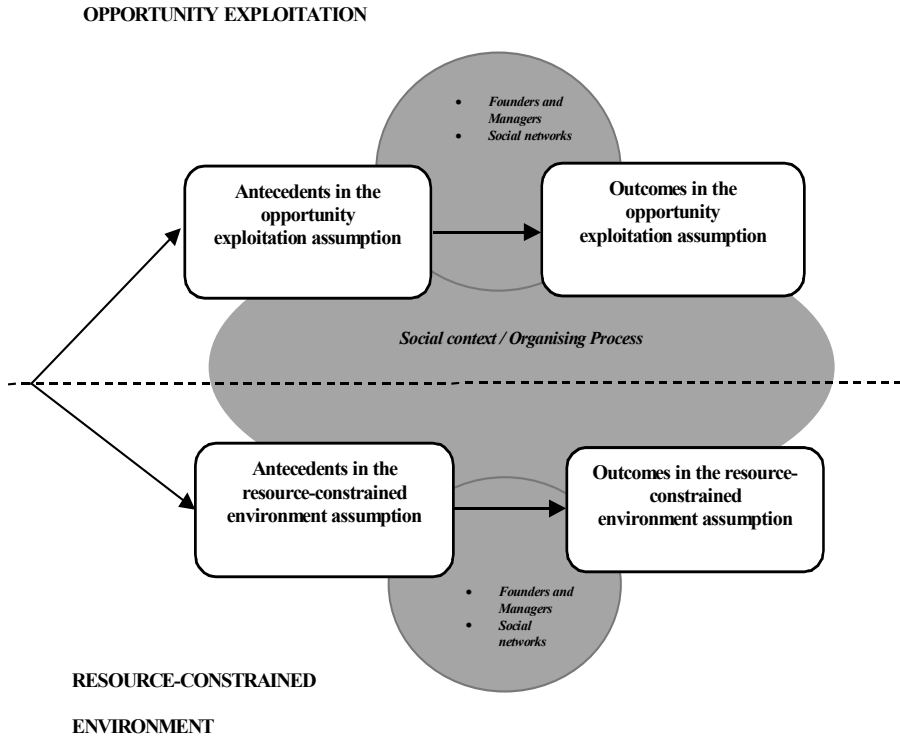 OPPORTUNITY EXPLOITATION
• Founders and
Managers
• Social networks
Antecedents in the
opportunity
exploitation assumption
Outcomes in the
opportunity
exploitation assumption
Social context / Organising Process
Antecedents in the
resource-constrained
environment assumption
Outcomes in the resource-
constrained
environment assumption
• Founders and
Managers
• Social
networks
RESOURCE-CONSTRAINED
ENVIRONMENT